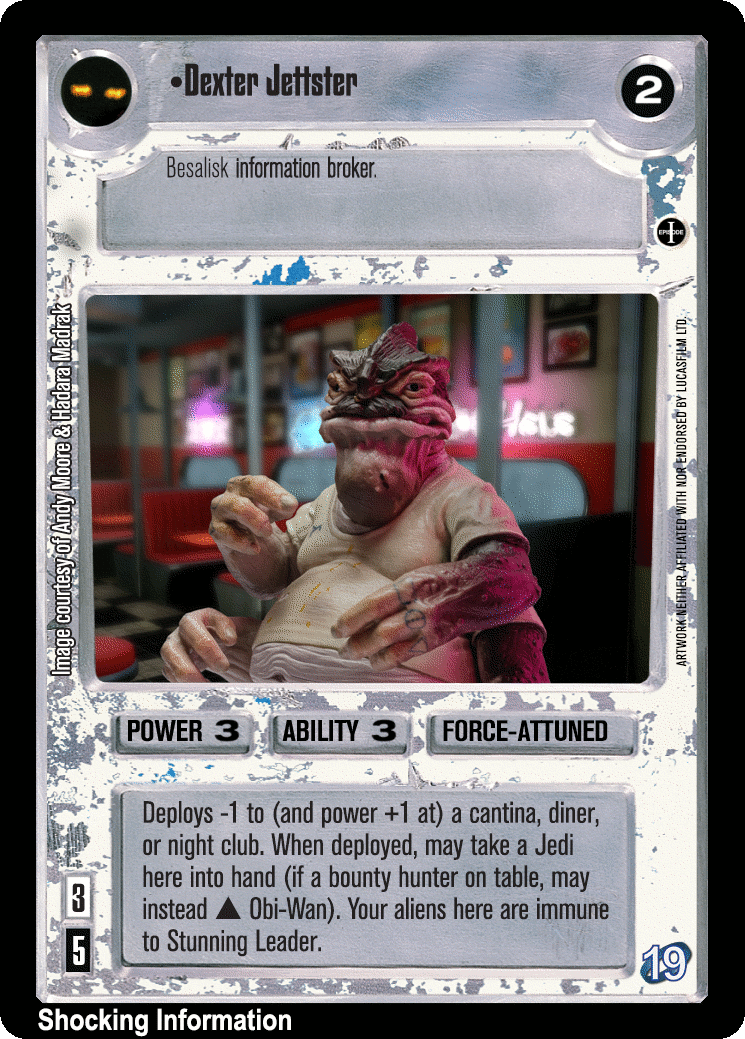 •Dexter Jettster
2
Besalisk information broker.
EPISODE
I
Image courtesy of Andy Moore & Hadara Madrak
ARTWORK NEITHER AFFILIATED WITH NOR ENDORSED BY LUCASFILM LTD.
POWER 3 ABILITY 3 FORCE-ATTUNED
Deploys -1 to (and power +1 at) a cantina, diner,
or night club. When deployed, may take a Jedi
here into hand (if a bounty hunter on table, may
instead ▲ Obi-Wan). Your aliens here are immune
to Stunning Leader.
3
5
19
Shocking Information